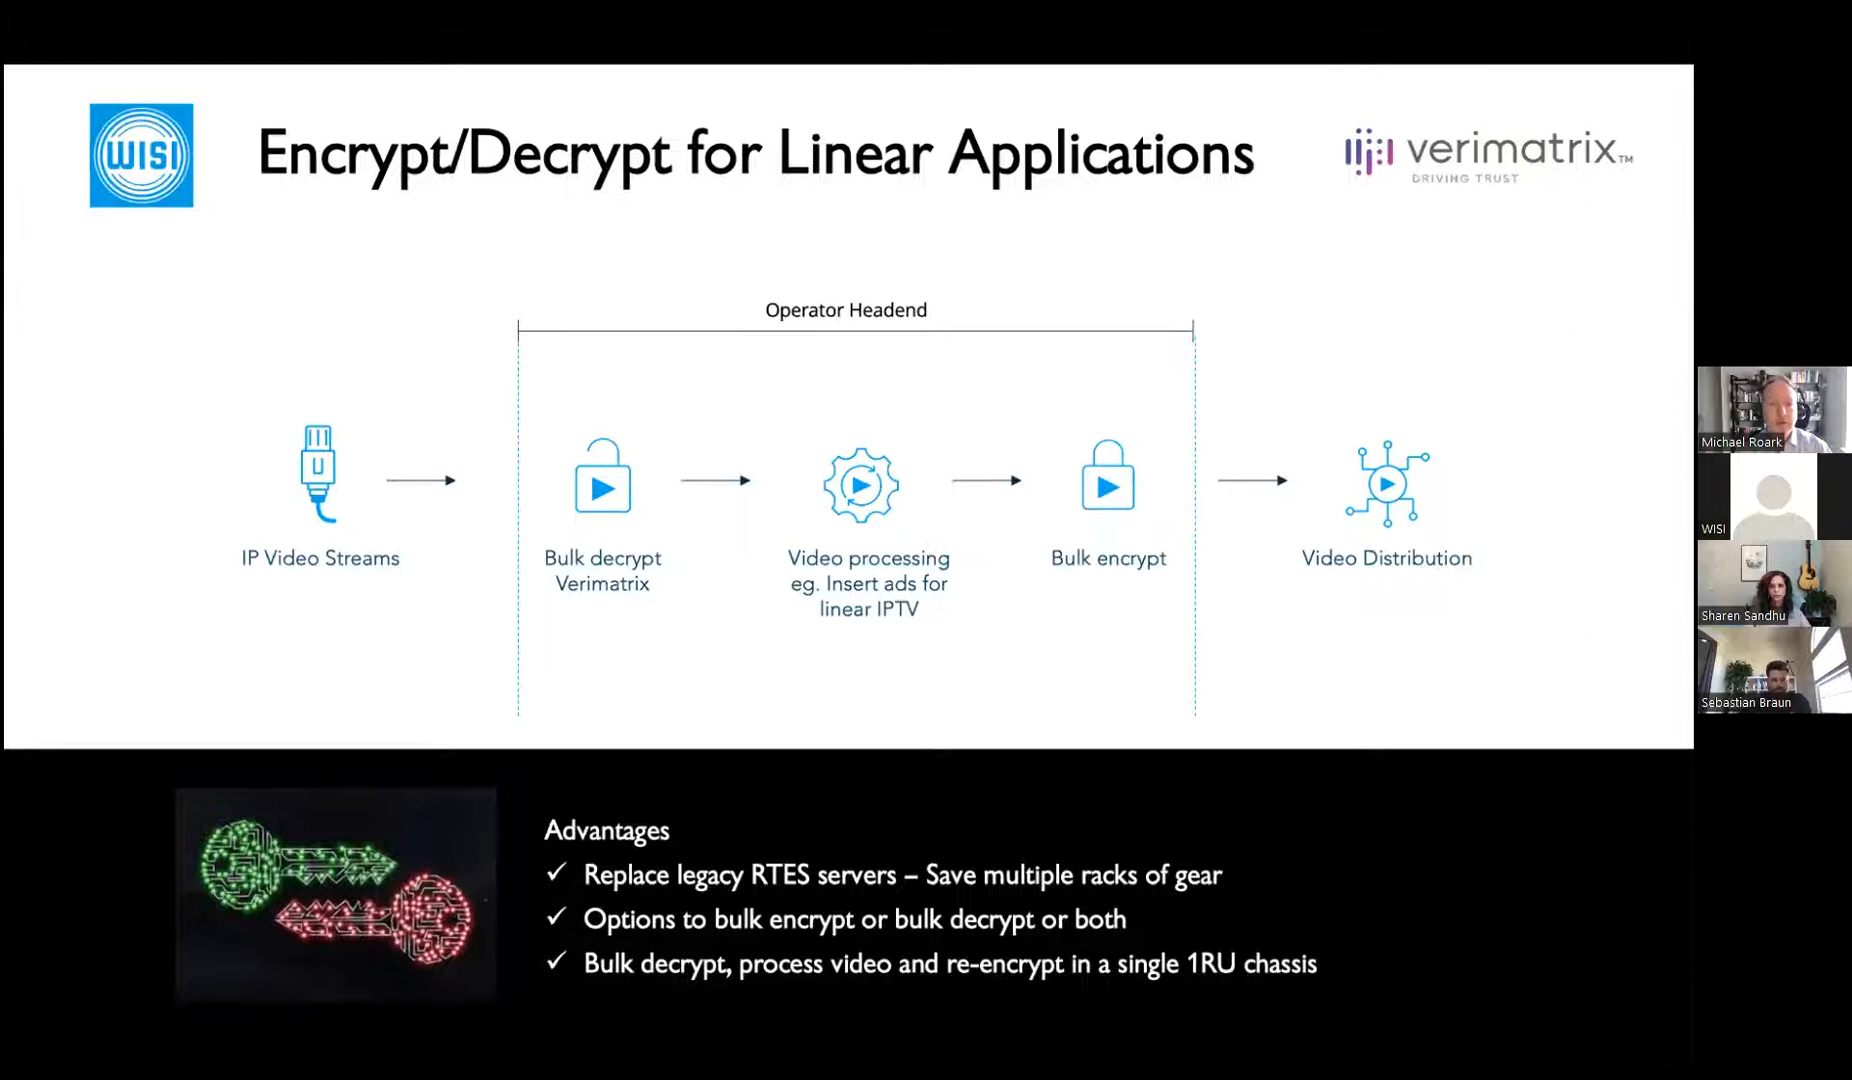 WISI
Encrypt/Decrypt for Linear Applications
verimatrix™
DRIVING TRUST
Operator Headend
U
IP Video Streams
Bulk decrypt
Verimatrix
Video processing
eg. Insert ads for
linear IPTV
Bulk encrypt
Video Distribution
Michael Roark
WISI
Sharen Sandhu
Sebastian Braun
Advantages
✓ Replace legacy RTES servers – Save multiple racks of gear
✓ Options to bulk encrypt or bulk decrypt or both
✓ Bulk decrypt, process video and re-encrypt in a single 1RU chassis